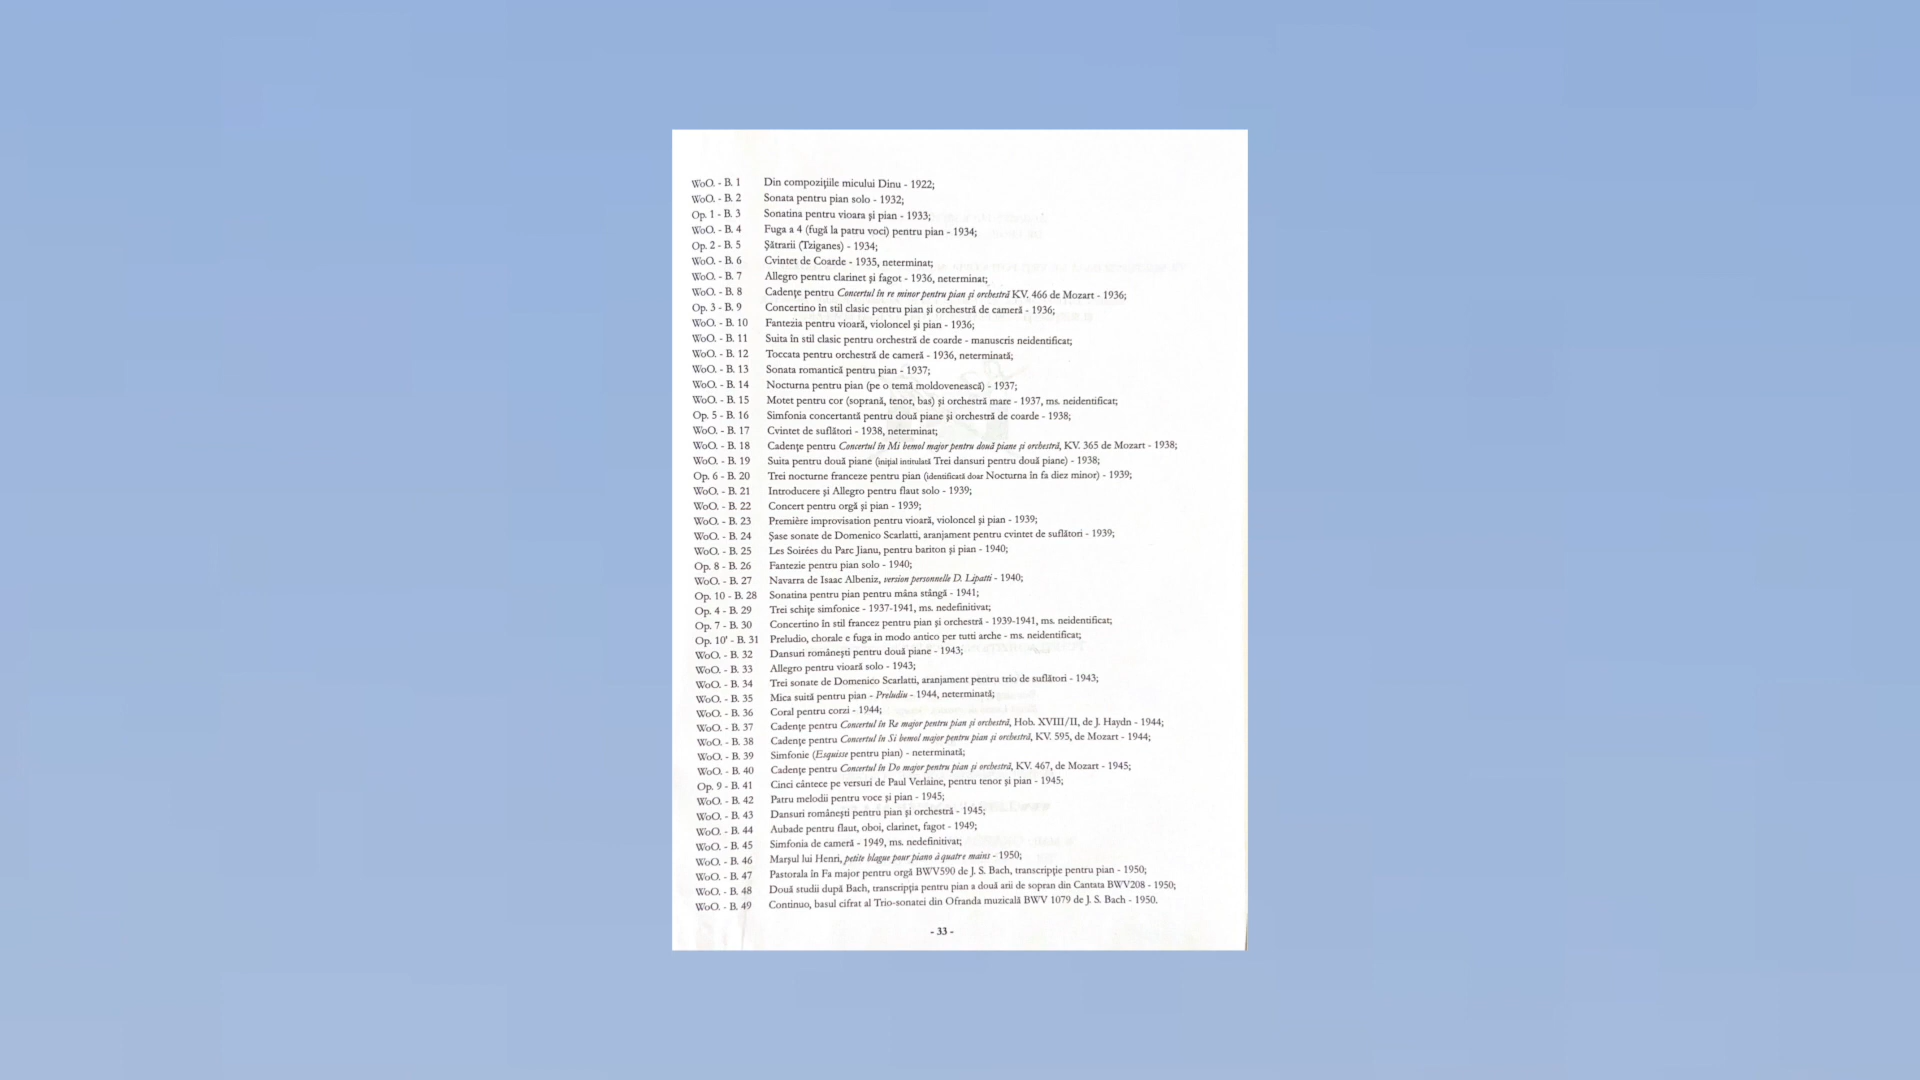 WoO. - B. 1 Din compozițiile micului Dinu - 1922;
WoO. - B. 2 Sonata pentru pian solo - 1932;
Op. 1 - B. 3 Sonatina pentru vioara și pian - 1933;
WoO. - B. 4 Fuga a 4 (fugă la patru voci) pentru pian - 1934;
Op. 2 - B. 5 Șătrarii (Tziganes) - 1934;
WoO. - B. 6 Cvintet de Coarde - 1935, neterminat;
WoO. - B. 7 Allegro pentru clarinet și fagot - 1936, neterminat;
WoO. - B. 8 Cadențe pentru Concertul în re minor pentru pian și orchestră KV. 466 de Mozart - 1936;
Op. 3 - B. 9 Concertino în stil clasic pentru pian și orchestră de cameră - 1936;
WoO. - B. 10 Fantezia pentru vioară, violoncel și pian - 1936;
WoO. - B. 11 Suita în stil clasic pentru orchestră de coarde - manuscris neidentificat;
WoO. - B. 12 Toccata pentru orchestră de cameră - 1936, neterminată;
WoO. - B. 13 Sonata romantică pentru pian - 1937;
WoO. - B. 14 Nocturna pentru pian (pe o temă moldovenească) - 1937;
WoO. - B. 15 Motet pentru cor (soprană, tenor, bas) și orchestră mare - 1937, ms. neidentificat;
Op. 5 - B. 16 Simfonia concertantă pentru două piane și orchestră de coarde - 1938;
WoO. - B. 17 Cvintet de suflători - 1938, neterminat;
WoO. - B. 18 Cadențe pentru Concertul în Mi bemol major pentru două piane și orchestră, KV. 365 de Mozart - 1938;
WoO. - B. 19 Suita pentru două piane (inițial intitulată Trei dansuri pentru două piane) - 1938;
Op. 6 - B. 20 Trei nocturne franceze pentru pian (identificată doar Nocturna în fa diez minor) - 1939;
WoO. - B. 21 Introducere și Allegro pentru flaut solo - 1939;
WoO. - B. 22 Concert pentru orgă și pian - 1939;
WoO. - B. 23 Première improvisation pentru vioară, violoncel și pian - 1939;
WoO. - B. 24 Șase sonate de Domenico Scarlatti, aranjament pentru cvintet de suflători - 1939;
WoO. - B. 25 Les Soirées du Parc Jianu, pentru bariton și pian - 1940;
Op. 8 - B. 26 Fantezie pentru pian solo - 1940;
WoO. - B. 27 Navarra de Isaac Albeniz, version personnelle D. Lipatti - 1940;
Op. 10 - B. 28 Sonatina pentru pian pentru mâna stângă - 1941;
Op. 4 - B. 29 Trei schițe simfonice - 1937-1941, ms. nedefinitivat;
Op. 7 - B. 30 Concertino în stil francez pentru pian și orchestră - 1939-1941, ms. neidentificat;
Op. 10' - B. 31 Preludio, chorale e fuga in modo antico per tutti arche - ms. neidentificat;
WoO. - B. 32 Dansuri românești pentru două piane - 1943;
WoO. - B. 33 Allegro pentru vioară solo - 1943;
WoO. - B. 34 Trei sonate de Domenico Scarlatti, aranjament pentru trio de suflători - 1943;
WoO. - B. 35 Mica suită pentru pian - Preludiu - 1944, neterminată;
WoO. - B. 36 Coral pentru corzi - 1944;
WoO. - B. 37 Cadențe pentru Concertul în Re major pentru pian și orchestră, Hob. XVIII/II, de J. Haydn - 1944;
WoO. - B. 38 Cadențe pentru Concertul în Si bemol major pentru pian și orchestră, KV. 595, de Mozart - 1944;
WoO. - B. 39 Simfonie (Esquisse pentru pian) - neterminată;
WoO. - B. 40 Cadențe pentru Concertul în Do major pentru pian și orchestră, KV. 467, de Mozart - 1945;
Op. 9 - B. 41 Cinci cântece pe versuri de Paul Verlaine, pentru tenor și pian - 1945;
WoO. - B. 42 Patru melodii pentru voce și pian - 1945;
WoO. - B. 43 Dansuri românești pentru pian și orchestră - 1945;
WoO. - B. 44 Aubade pentru flaut, oboi, clarinet, fagot - 1949;
WoO. - B. 45 Simfonia de cameră - 1949, ms. nedefinitivat;
WoO. - B. 46 Marșul lui Henri, petite blague pour piano à quatre mains - 1950;
WoO. - B. 47 Pastorala în Fa major pentru orgă BWV590 de J. S. Bach, transcripție pentru pian - 1950;
WoO. - B. 48 Două studii după Bach, transcripția pentru pian a două arii de sopran din Cantata BWV208 - 1950;
WoO. - B. 49 Continuo, basul cifrat al Trio-sonatei din Ofranda muzicală BWV 1079 de J. S. Bach - 1950.
- 33 -